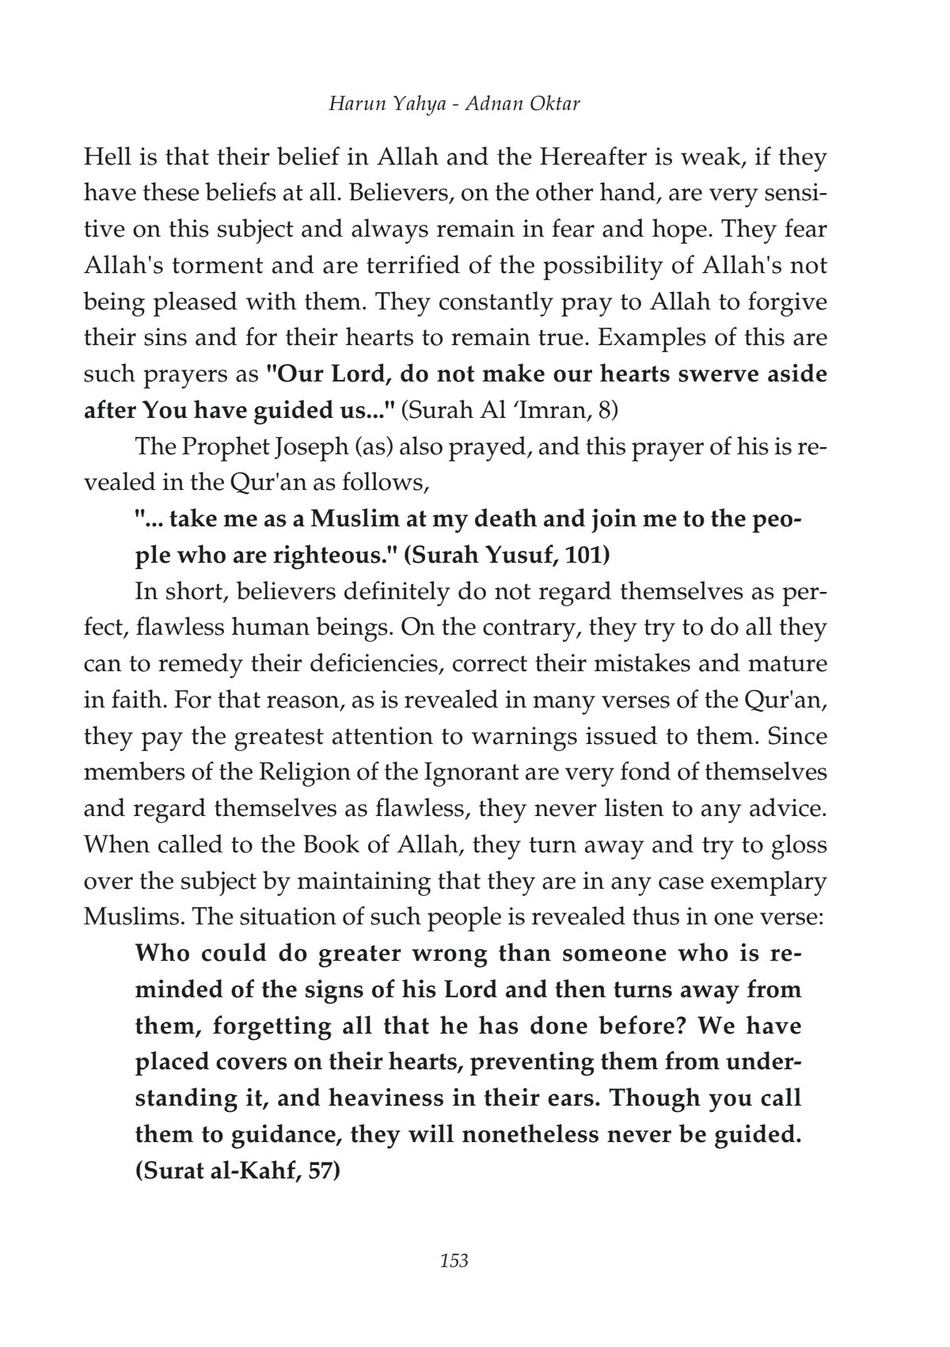 Harun Yahya - Adnan Oktar
Hell is that their belief in Allah and the Hereafter is weak, if they
have these beliefs at all. Believers, on the other hand, are very sensi-
tive on this subject and always remain in fear and hope. They fear
Allah's torment and are terrified of the possibility of Allah's not
being pleased with them. They constantly pray to Allah to forgive
their sins and for their hearts to remain true. Examples of this are
such prayers as "Our Lord, do not make our hearts swerve aside
after You have guided us..." (Surah Al ‘Imran, 8)
The Prophet Joseph (as) also prayed, and this prayer of his is re-
vealed in the Qur'an as follows,
"... take me as a Muslim at my death and join me to the peo-
ple who are righteous." (Surah Yusuf, 101)
In short, believers definitely do not regard themselves as per-
fect, flawless human beings. On the contrary, they try to do all they
can to remedy their deficiencies, correct their mistakes and mature
in faith. For that reason, as is revealed in many verses of the Qur'an,
they pay the greatest attention to warnings issued to them. Since
members of the Religion of the Ignorant are very fond of themselves
and regard themselves as flawless, they never listen to any advice.
When called to the Book of Allah, they turn away and try to gloss
over the subject by maintaining that they are in any case exemplary
Muslims. The situation of such people is revealed thus in one verse:
Who could do greater wrong than someone who is re-
minded of the signs of his Lord and then turns away from
them, forgetting all that he has done before? We have
placed covers on their hearts, preventing them from under-
standing it, and heaviness in their ears. Though you call
them to guidance, they will nonetheless never be guided.
(Surat al-Kahf, 57)
153